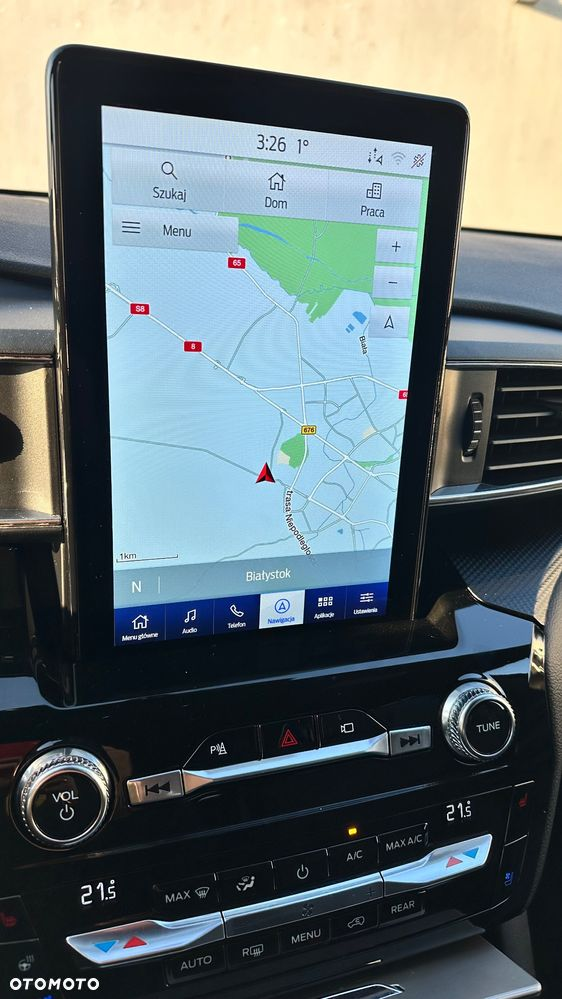 3:26 1°
Szukaj
Dom
Praca
Menu
+
−
65
S8
8
Biała
676
trasa Niepodległo
1km
N
Białystok
Menu główne
Audio
Telefon
Nawigacja
Aplikacje
Ustawienia
VOL
TUNE
21.5
21.5
MAX
A/C
MAX A/C
AUTO
R
MENU
REAR
OTOMOTO